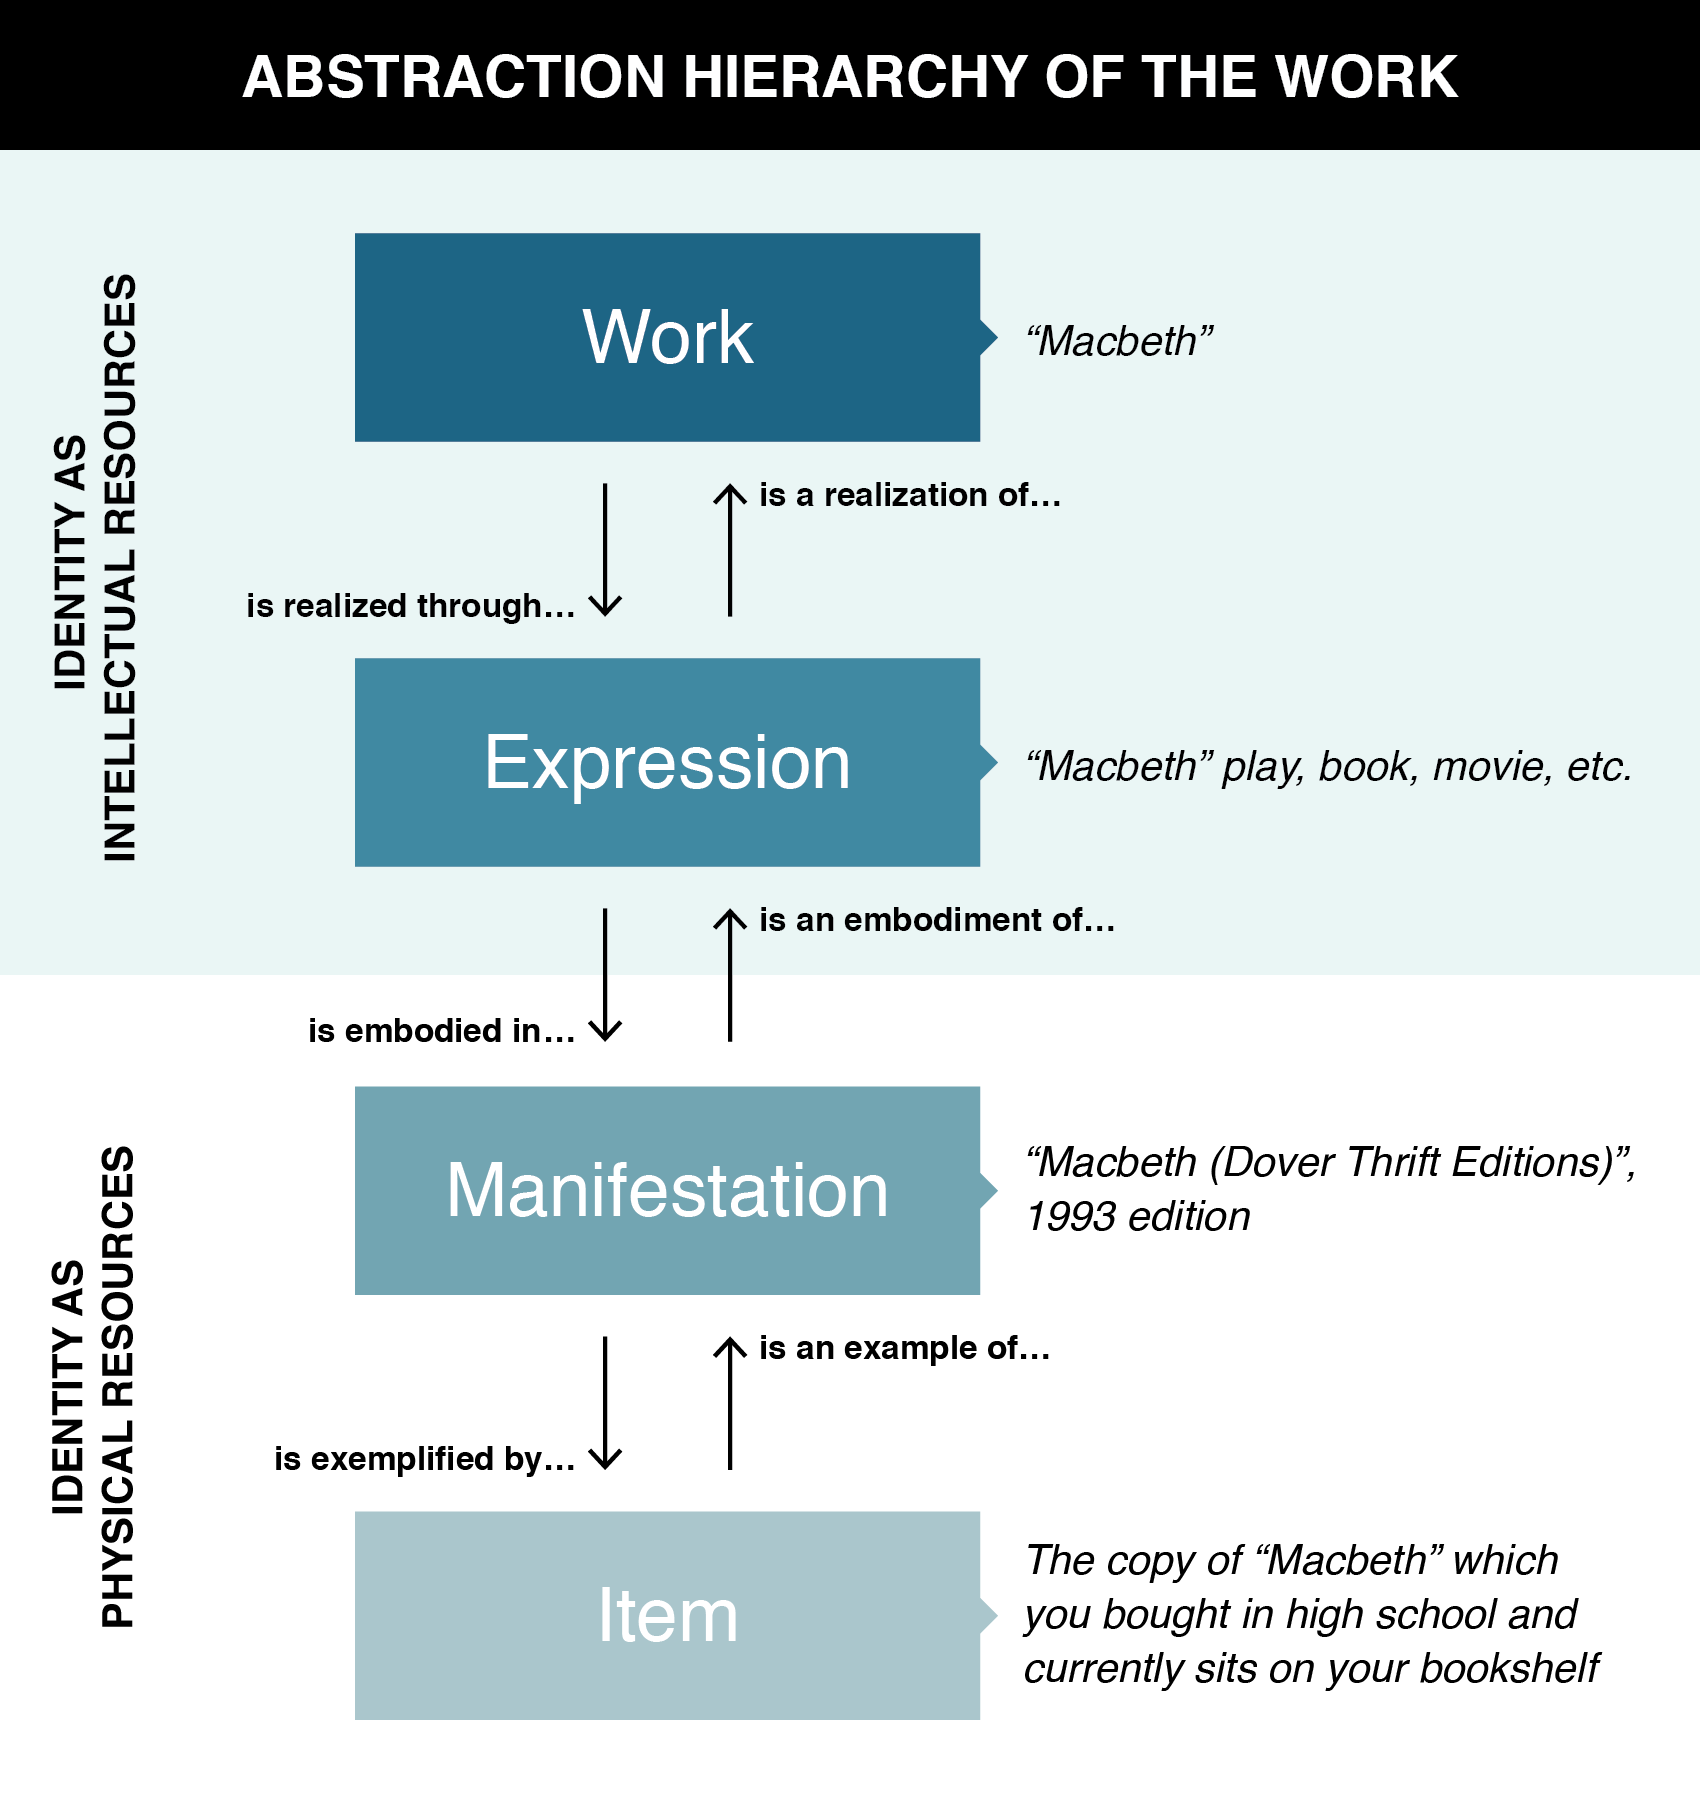 ABSTRACTION HIERARCHY OF THE WORK
IDENTITY AS
INTELLECTUAL RESOURCES
Work
“Macbeth”
is a realization of…
is realized through…
Expression
“Macbeth” play, book, movie, etc.
is an embodiment of…
is embodied in…
IDENTITY AS
PHYSICAL RESOURCES
Manifestation
“Macbeth (Dover Thrift Editions)”,
1993 edition
is an example of…
is exemplified by…
Item
The copy of “Macbeth” which
you bought in high school and
currently sits on your bookshelf